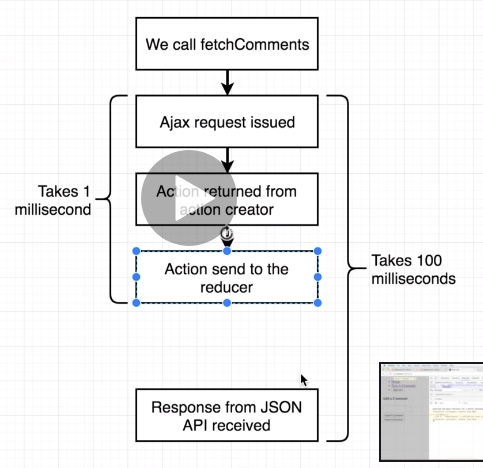 We call fetchComments
Ajax request issued
Action returned from
action creator
Takes 1
millisecond
Action send to the
reducer
Takes 100
milliseconds
Response from JSON
API received